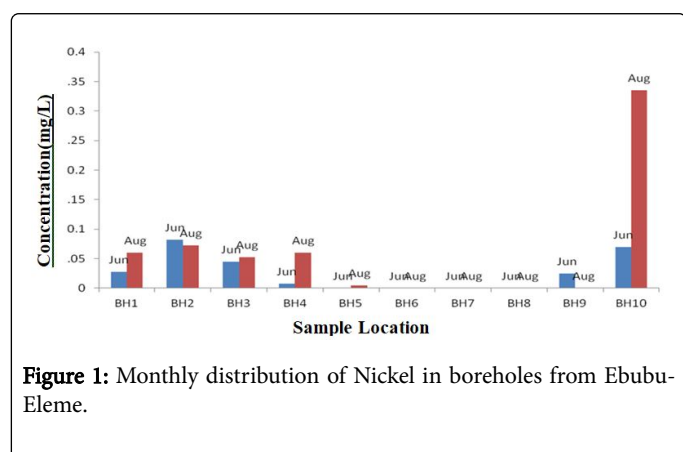 0.4
.35
0.3
.25
0.2
.15
0.1
.05
0
Concentration(mg/L)
Jun Aug Jun Aug Jun Aug Jun Aug Jun Aug Jun Aug Jun Aug Jun Aug Jun Aug Jun Aug
BH1 BH2 BH3 BH4 BH5 BH6 BH7 BH8 BH9 BH10
Sample Location
Figure 1: Monthly distribution of Nickel in boreholes from Ebubu-
Eleme.